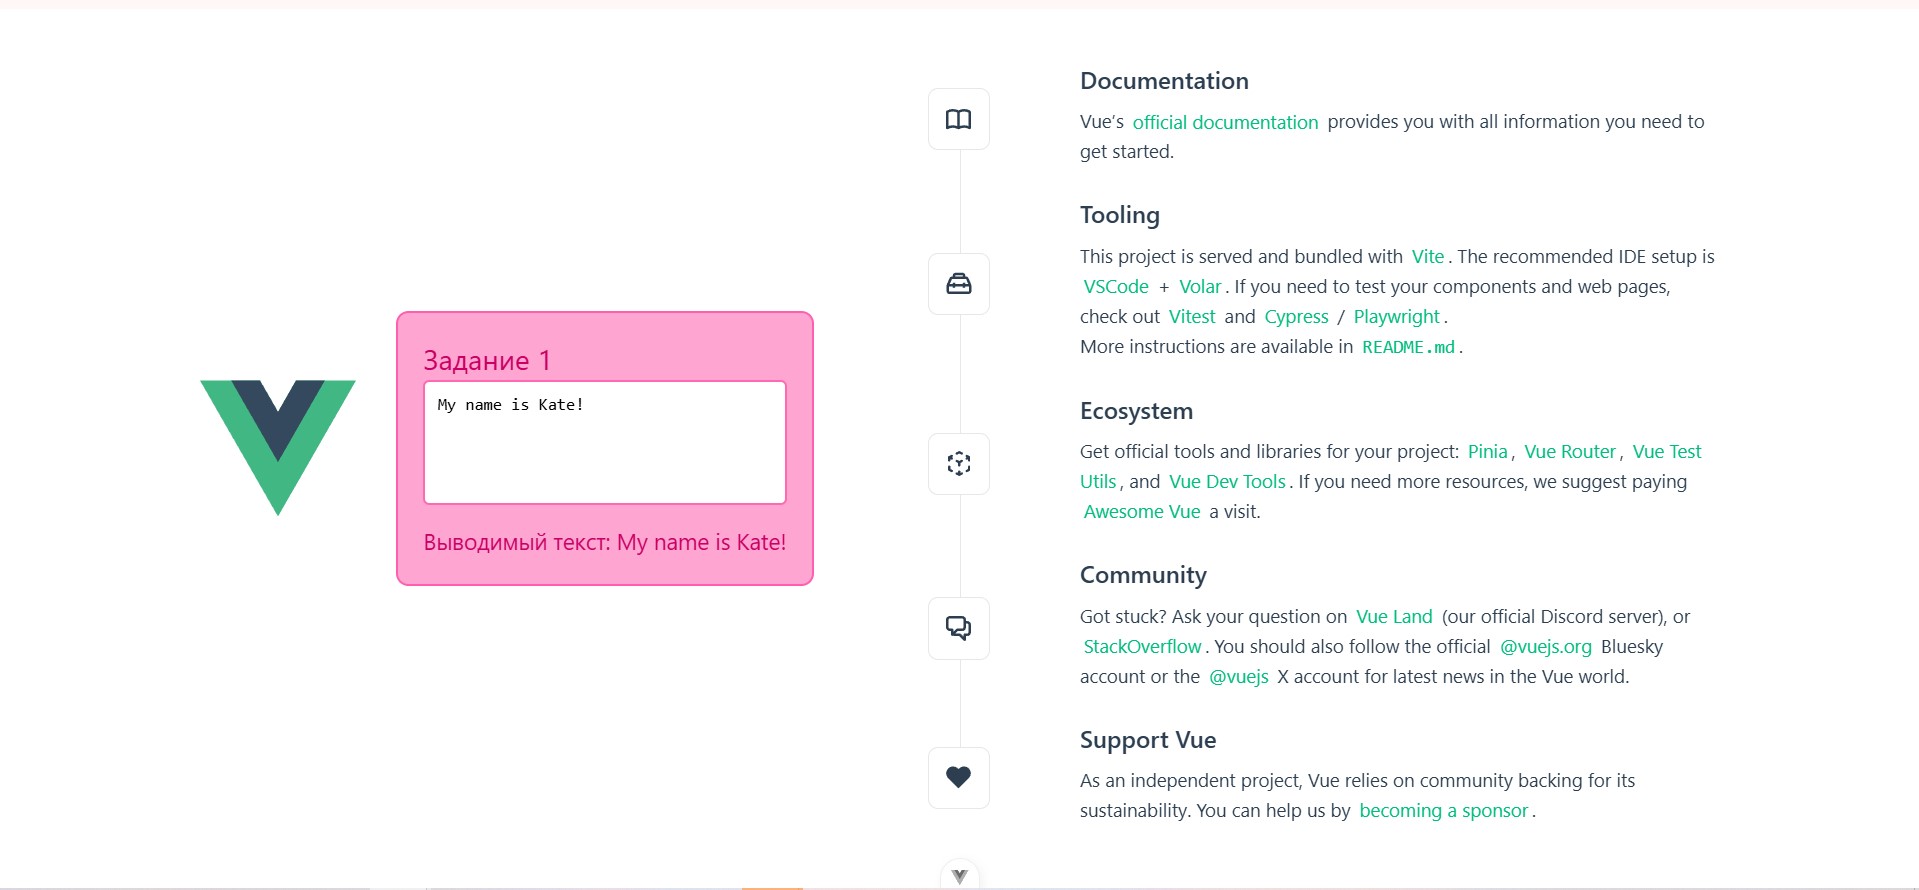 Задание 1
My name is Kate!
Выводимый текст: My name is Kate!
Documentation
Vue’s official documentation provides you with all information you need to
get started.
Tooling
This project is served and bundled with Vite. The recommended IDE setup is
VSCode + Volar. If you need to test your components and web pages,
check out Vitest and Cypress / Playwright.
More instructions are available in README.md.
Ecosystem
Get official tools and libraries for your project: Pinia, Vue Router, Vue Test
Utils, and Vue Dev Tools. If you need more resources, we suggest paying
Awesome Vue a visit.
Community
Got stuck? Ask your question on Vue Land (our official Discord server), or
StackOverflow. You should also follow the official @vuejs.org Bluesky
account or the @vuejs X account for latest news in the Vue world.
Support Vue
As an independent project, Vue relies on community backing for its
sustainability. You can help us by becoming a sponsor.